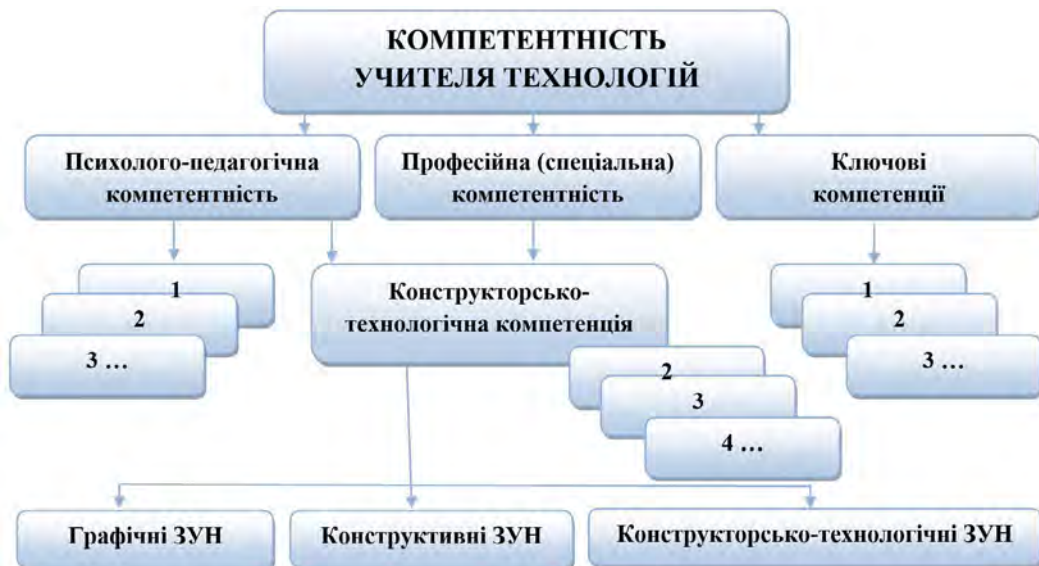 КОМПЕТЕНТНІСТЬ
УЧИТЕЛЯ ТЕХНОЛОГІЙ
Психолого-педагогічна
компетентність
Професійна (спеціальна)
компетентність
Ключові
компетенції
1
2
3 ...
Конструкторсько-
технологічна компетенція
2
3
4 ...
1
2
3 ...
Графічні ЗУН
Конструктивні ЗУН
Конструкторсько-технологічні ЗУН